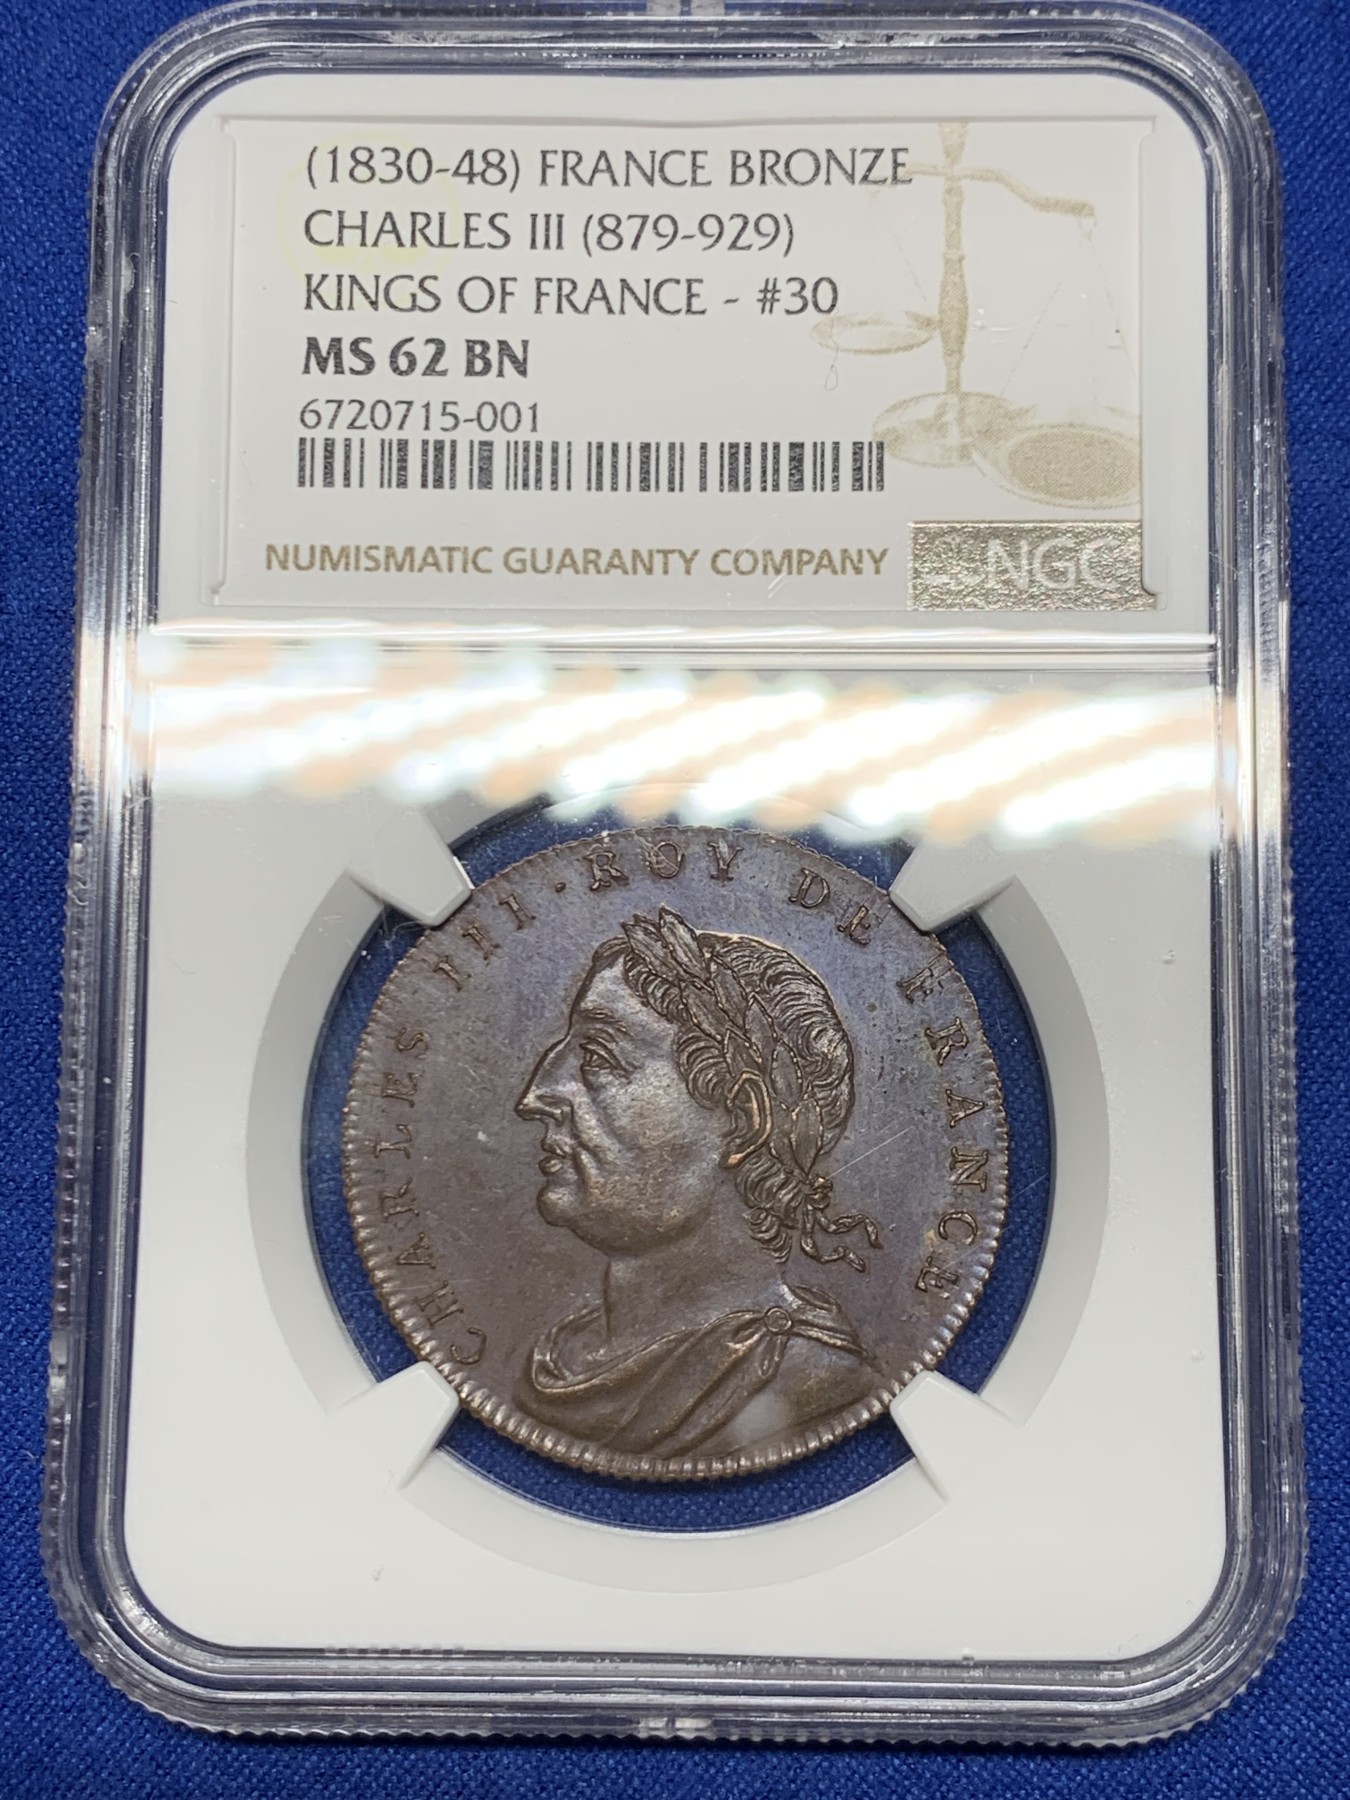 (1830-48) FRANCE BRONZE
CHARLES III (879-929)
KINGS OF FRANCE - #30
MS 62 BN
6720715-001
NUMISMATIC GUARANTY COMPANY
NGC
CHARLES III · ROY DE FRANCE